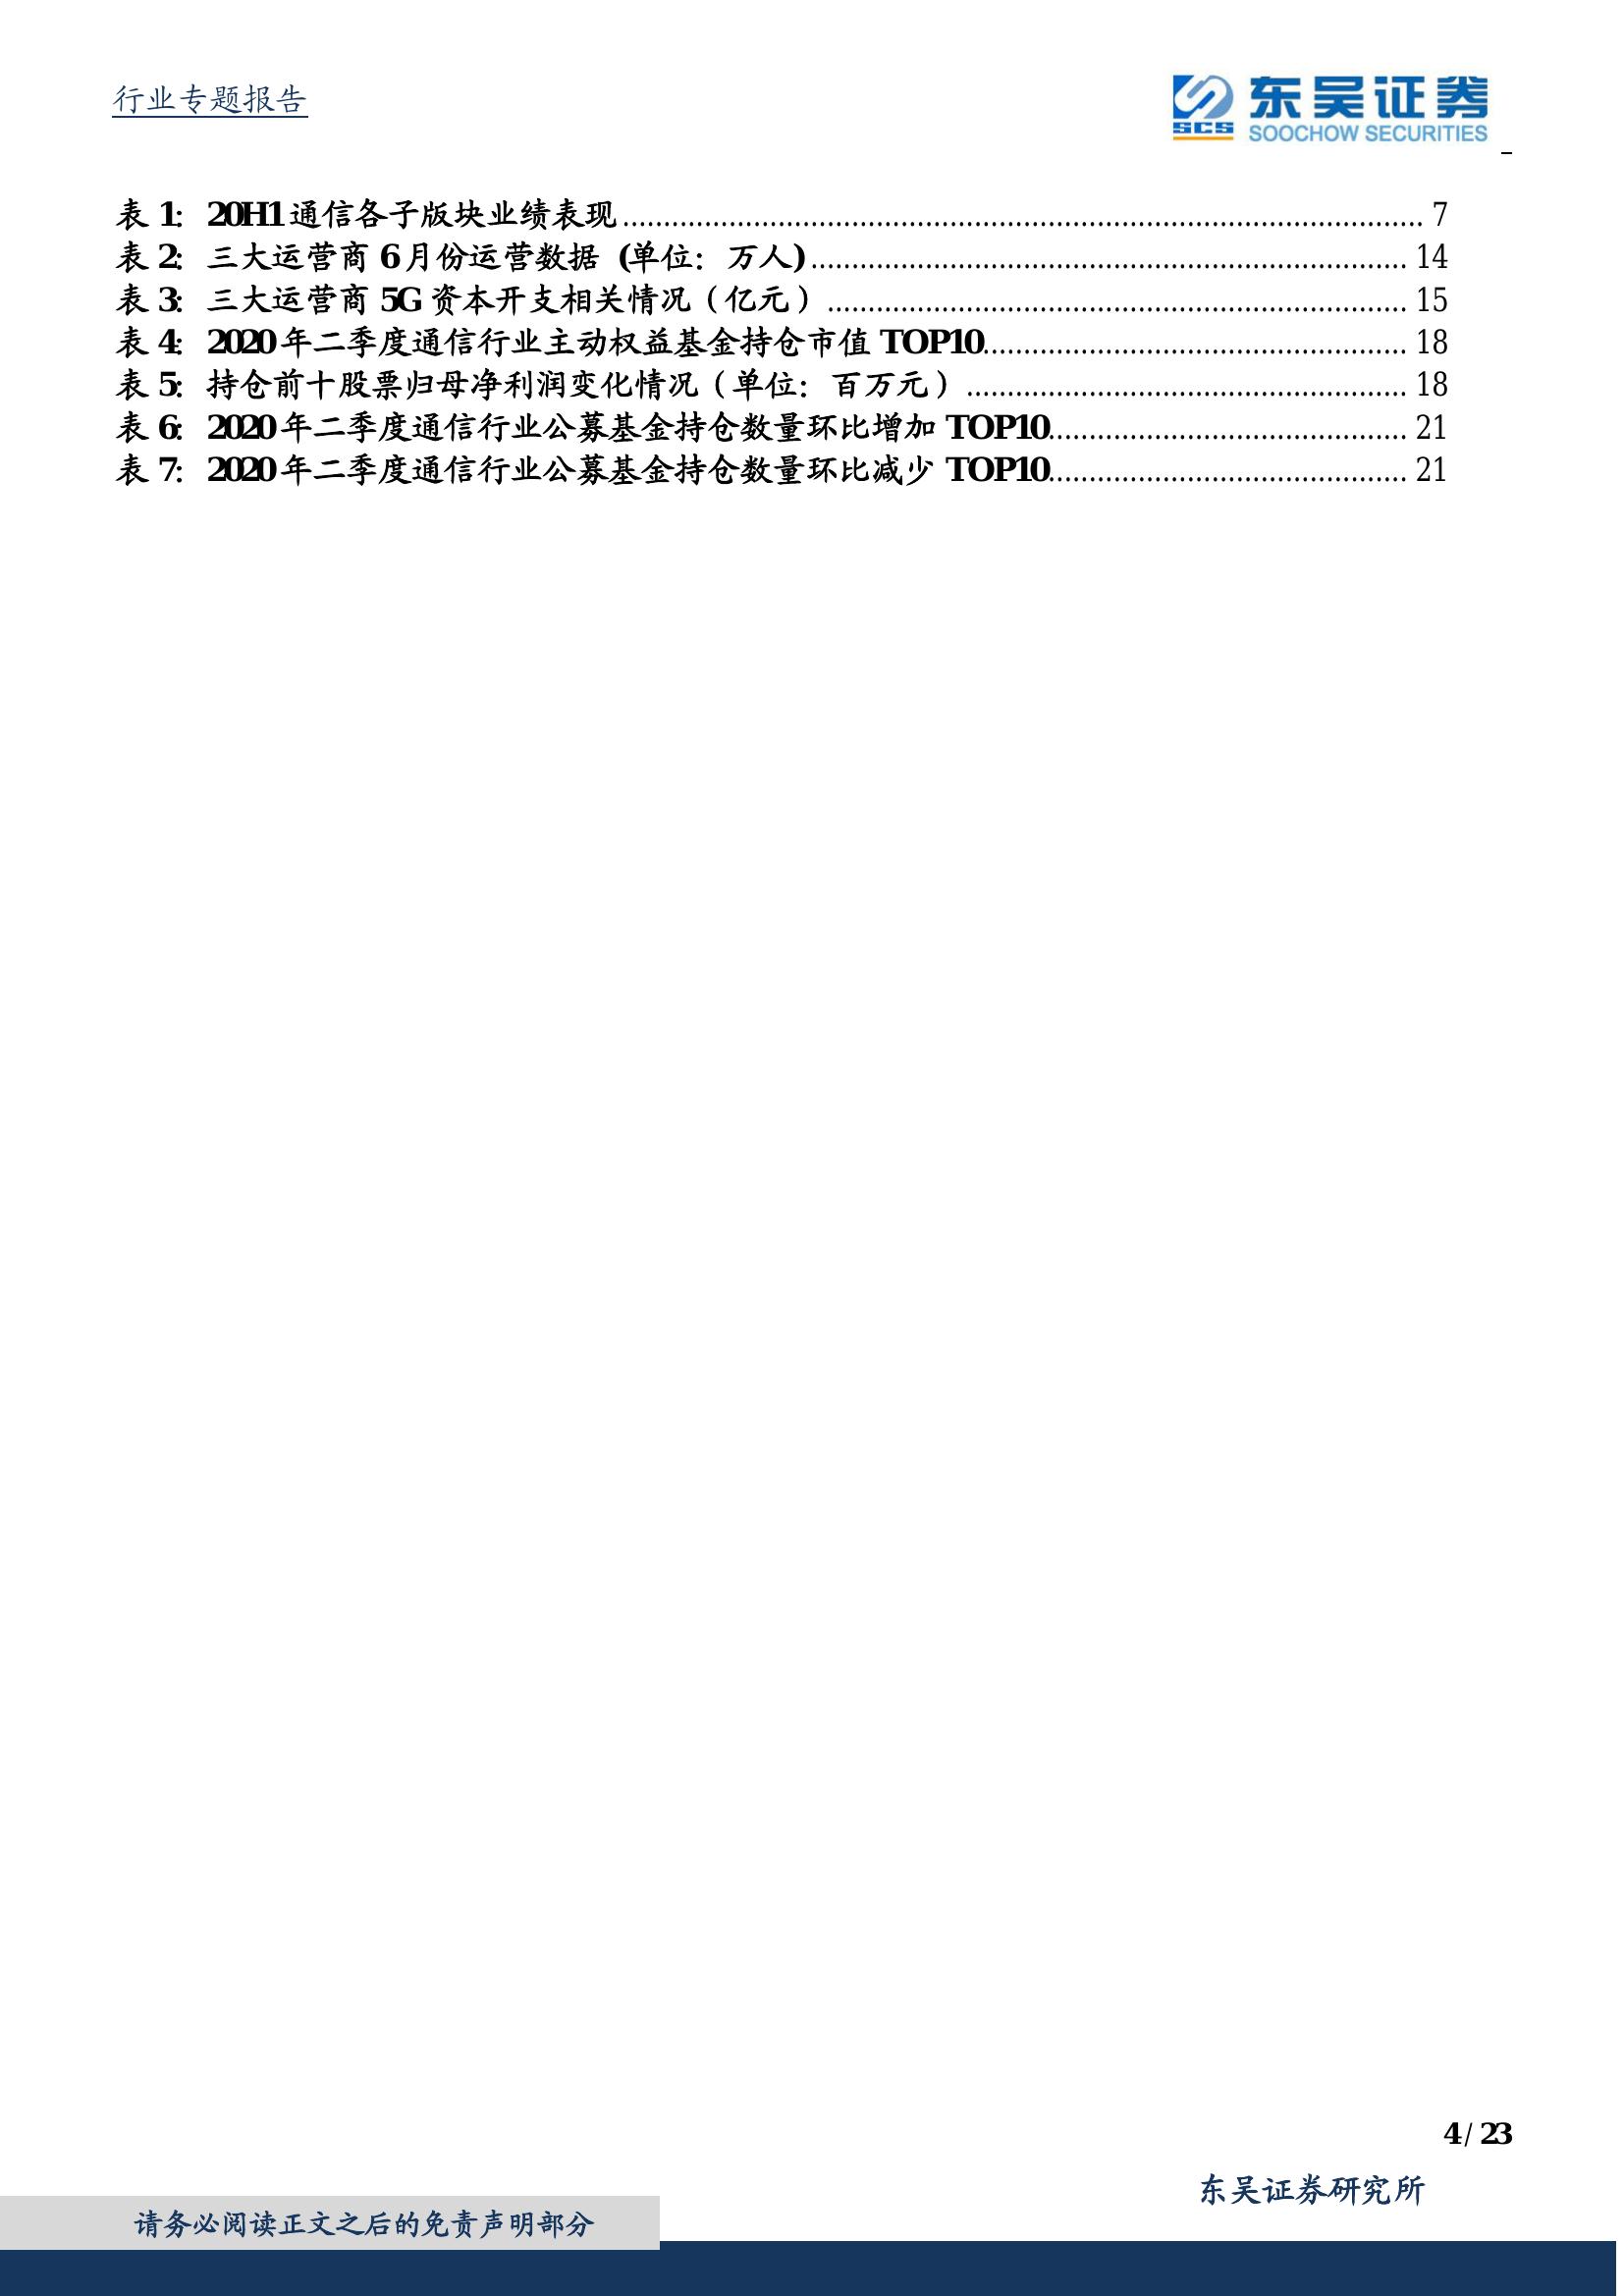 行业专题报告
东吴证券
SCS
SOOCHOW SECURITIES
表 1: 20H1 通信各子版块业绩表现 7
表 2: 三大运营商 6 月份运营数据 (单位：万人) 14
表 3: 三大运营商 5G 资本开支相关情况（亿元） 15
表 4: 2020 年二季度通信行业主动权益基金持仓市值 TOP10 18
表 5: 持仓前十股票归母净利润变化情况（单位：百万元） 18
表 6: 2020 年二季度通信行业公募基金持仓数量环比增加 TOP10 21
表 7: 2020 年二季度通信行业公募基金持仓数量环比减少 TOP10 21
4 / 23
东吴证券研究所
请务必阅读正文之后的免责声明部分